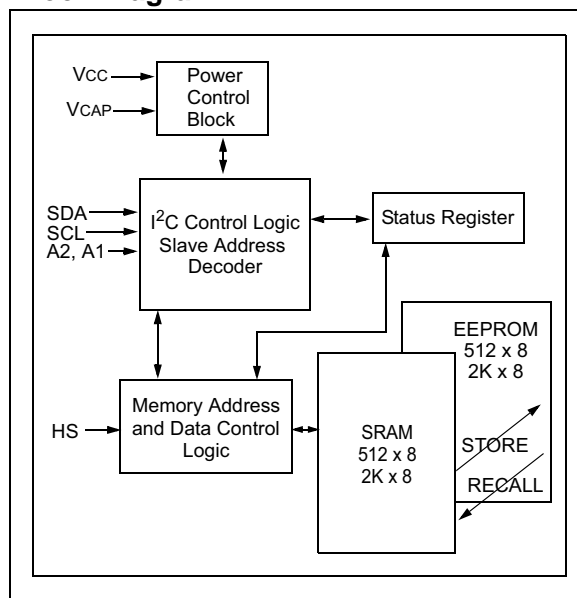 VCC
VCAP
Power
Control
Block
SDA
SCL
A2, A1
I²C Control Logic
Slave Address
Decoder
Status Register
EEPROM
512 x 8
2K x 8
HS
Memory Address
and Data Control
Logic
SRAM
512 x 8
2K x 8
STORE
RECALL